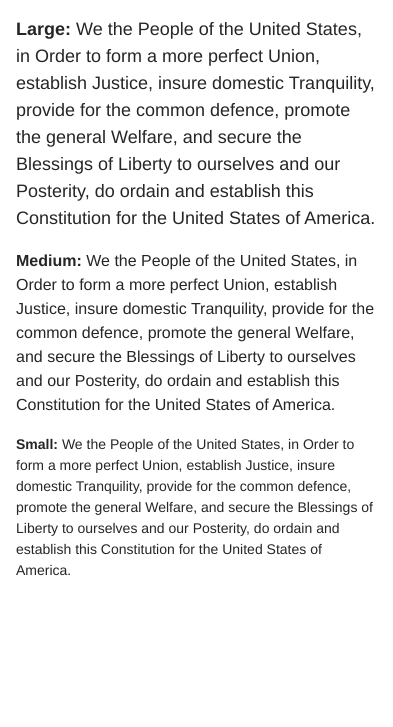 Large: We the People of the United States,
in Order to form a more perfect Union,
establish Justice, insure domestic Tranquility,
provide for the common defence, promote
the general Welfare, and secure the
Blessings of Liberty to ourselves and our
Posterity, do ordain and establish this
Constitution for the United States of America.
Medium: We the People of the United States, in
Order to form a more perfect Union, establish
Justice, insure domestic Tranquility, provide for the
common defence, promote the general Welfare,
and secure the Blessings of Liberty to ourselves
and our Posterity, do ordain and establish this
Constitution for the United States of America.
Small: We the People of the United States, in Order to
form a more perfect Union, establish Justice, insure
domestic Tranquility, provide for the common defence,
promote the general Welfare, and secure the Blessings of
Liberty to ourselves and our Posterity, do ordain and
establish this Constitution for the United States of
America.